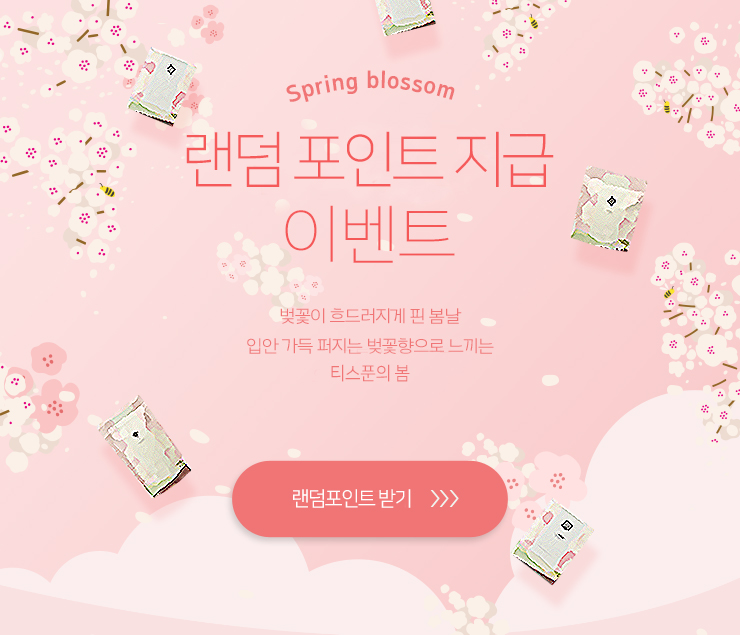 Spring blossom
랜덤 포인트 지급
이벤트
벚꽃이 흐드러지게 핀 봄날
입안 가득 퍼지는 벚꽃향으로 느끼는
티스푼의 봄
랜덤포인트 받기 >>>